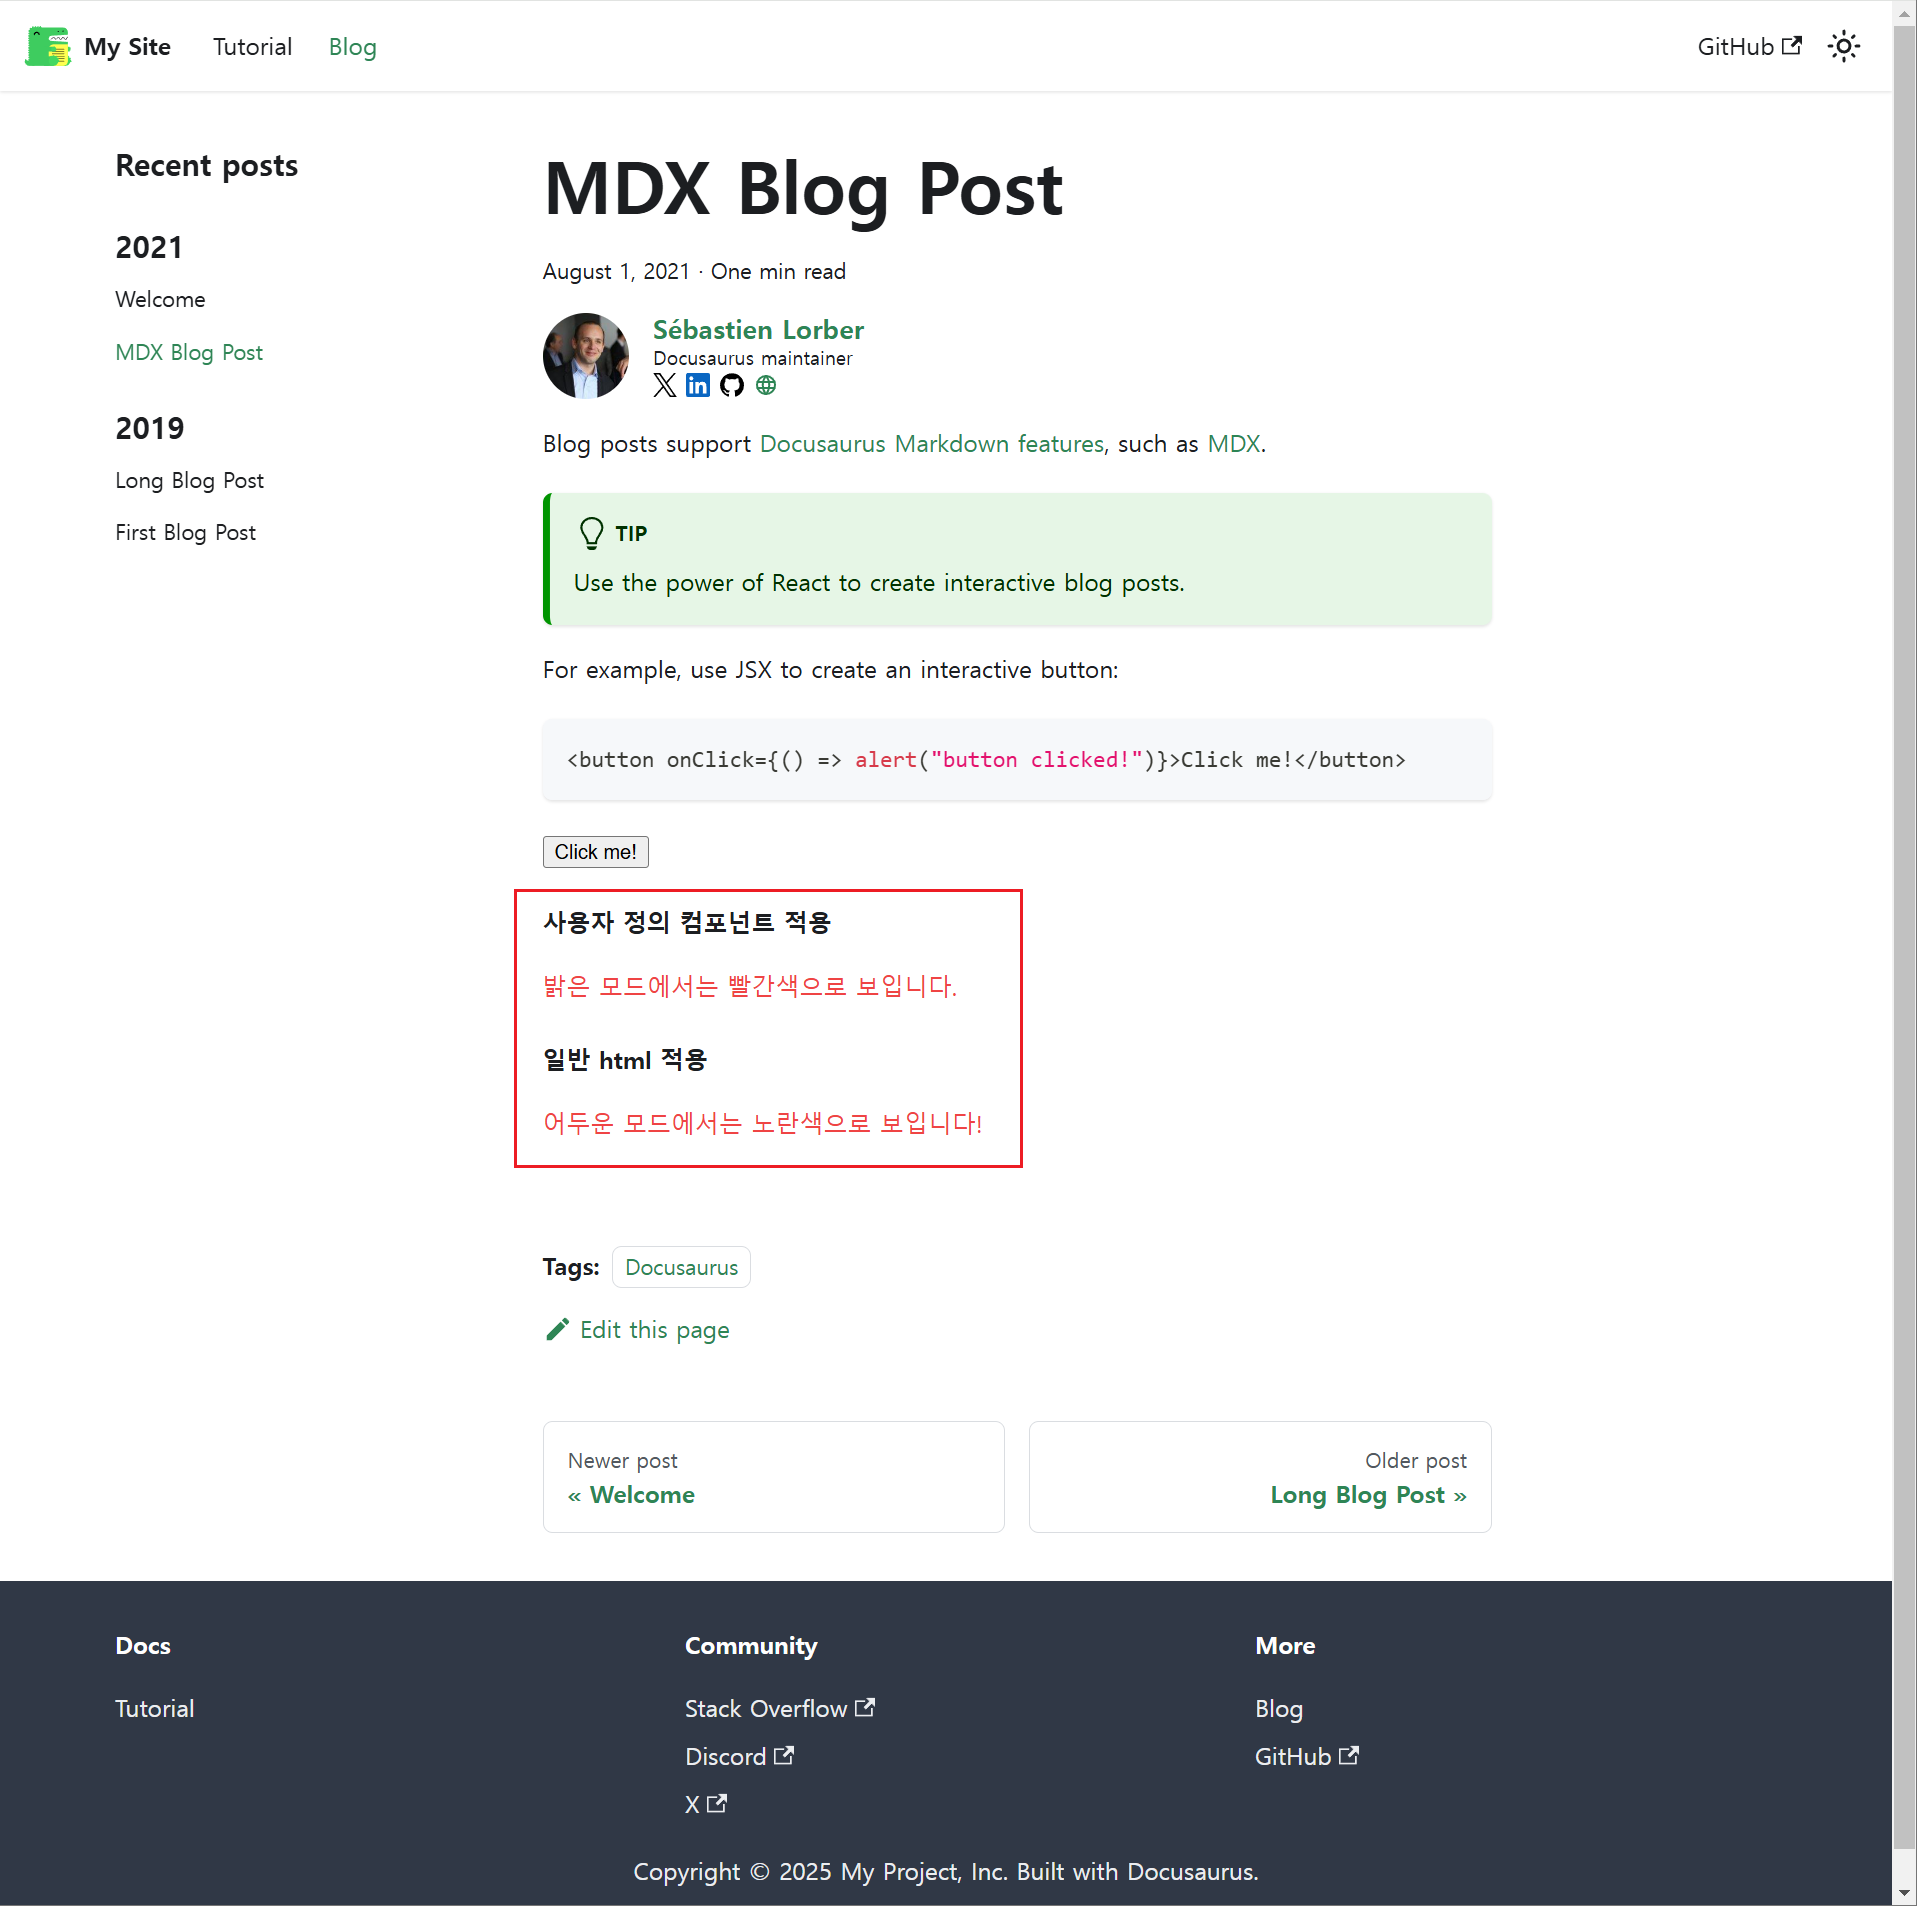 My Site Tutorial Blog GitHub
Recent posts
2021
Welcome
MDX Blog Post
2019
Long Blog Post
First Blog Post
MDX Blog Post
August 1, 2021 · One min read
Sébastien Lorber
Docusaurus maintainer
Blog posts support Docusaurus Markdown features, such as MDX.
TIP
Use the power of React to create interactive blog posts.
For example, use JSX to create an interactive button:
<button onClick={() => alert("button clicked!")}>Click me!</button>
Click me!
사용자 정의 컴포넌트 적용
밝은 모드에서는 빨간색으로 보입니다.
일반 html 적용
어두운 모드에서는 노란색으로 보입니다!
Tags: Docusaurus
Edit this page
Newer post
« Welcome
Older post
Long Blog Post »
Docs
Tutorial
Community
Stack Overflow
Discord
X
More
Blog
GitHub
Copyright © 2025 My Project, Inc. Built with Docusaurus.